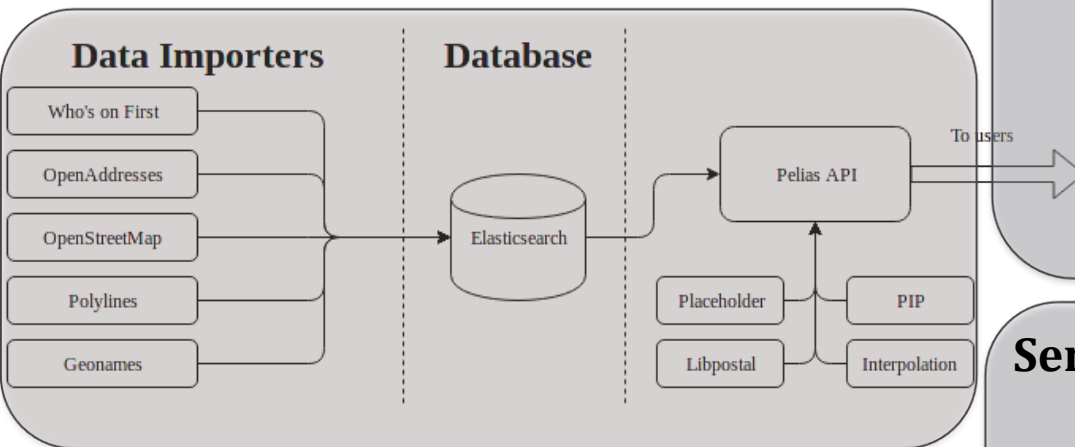 Data Importers
Database
Who's on First
OpenAddresses
OpenStreetMap
Polylines
Geonames
Elasticsearch
Pelias API
To users
Placeholder
PIP
Libpostal
Interpolation